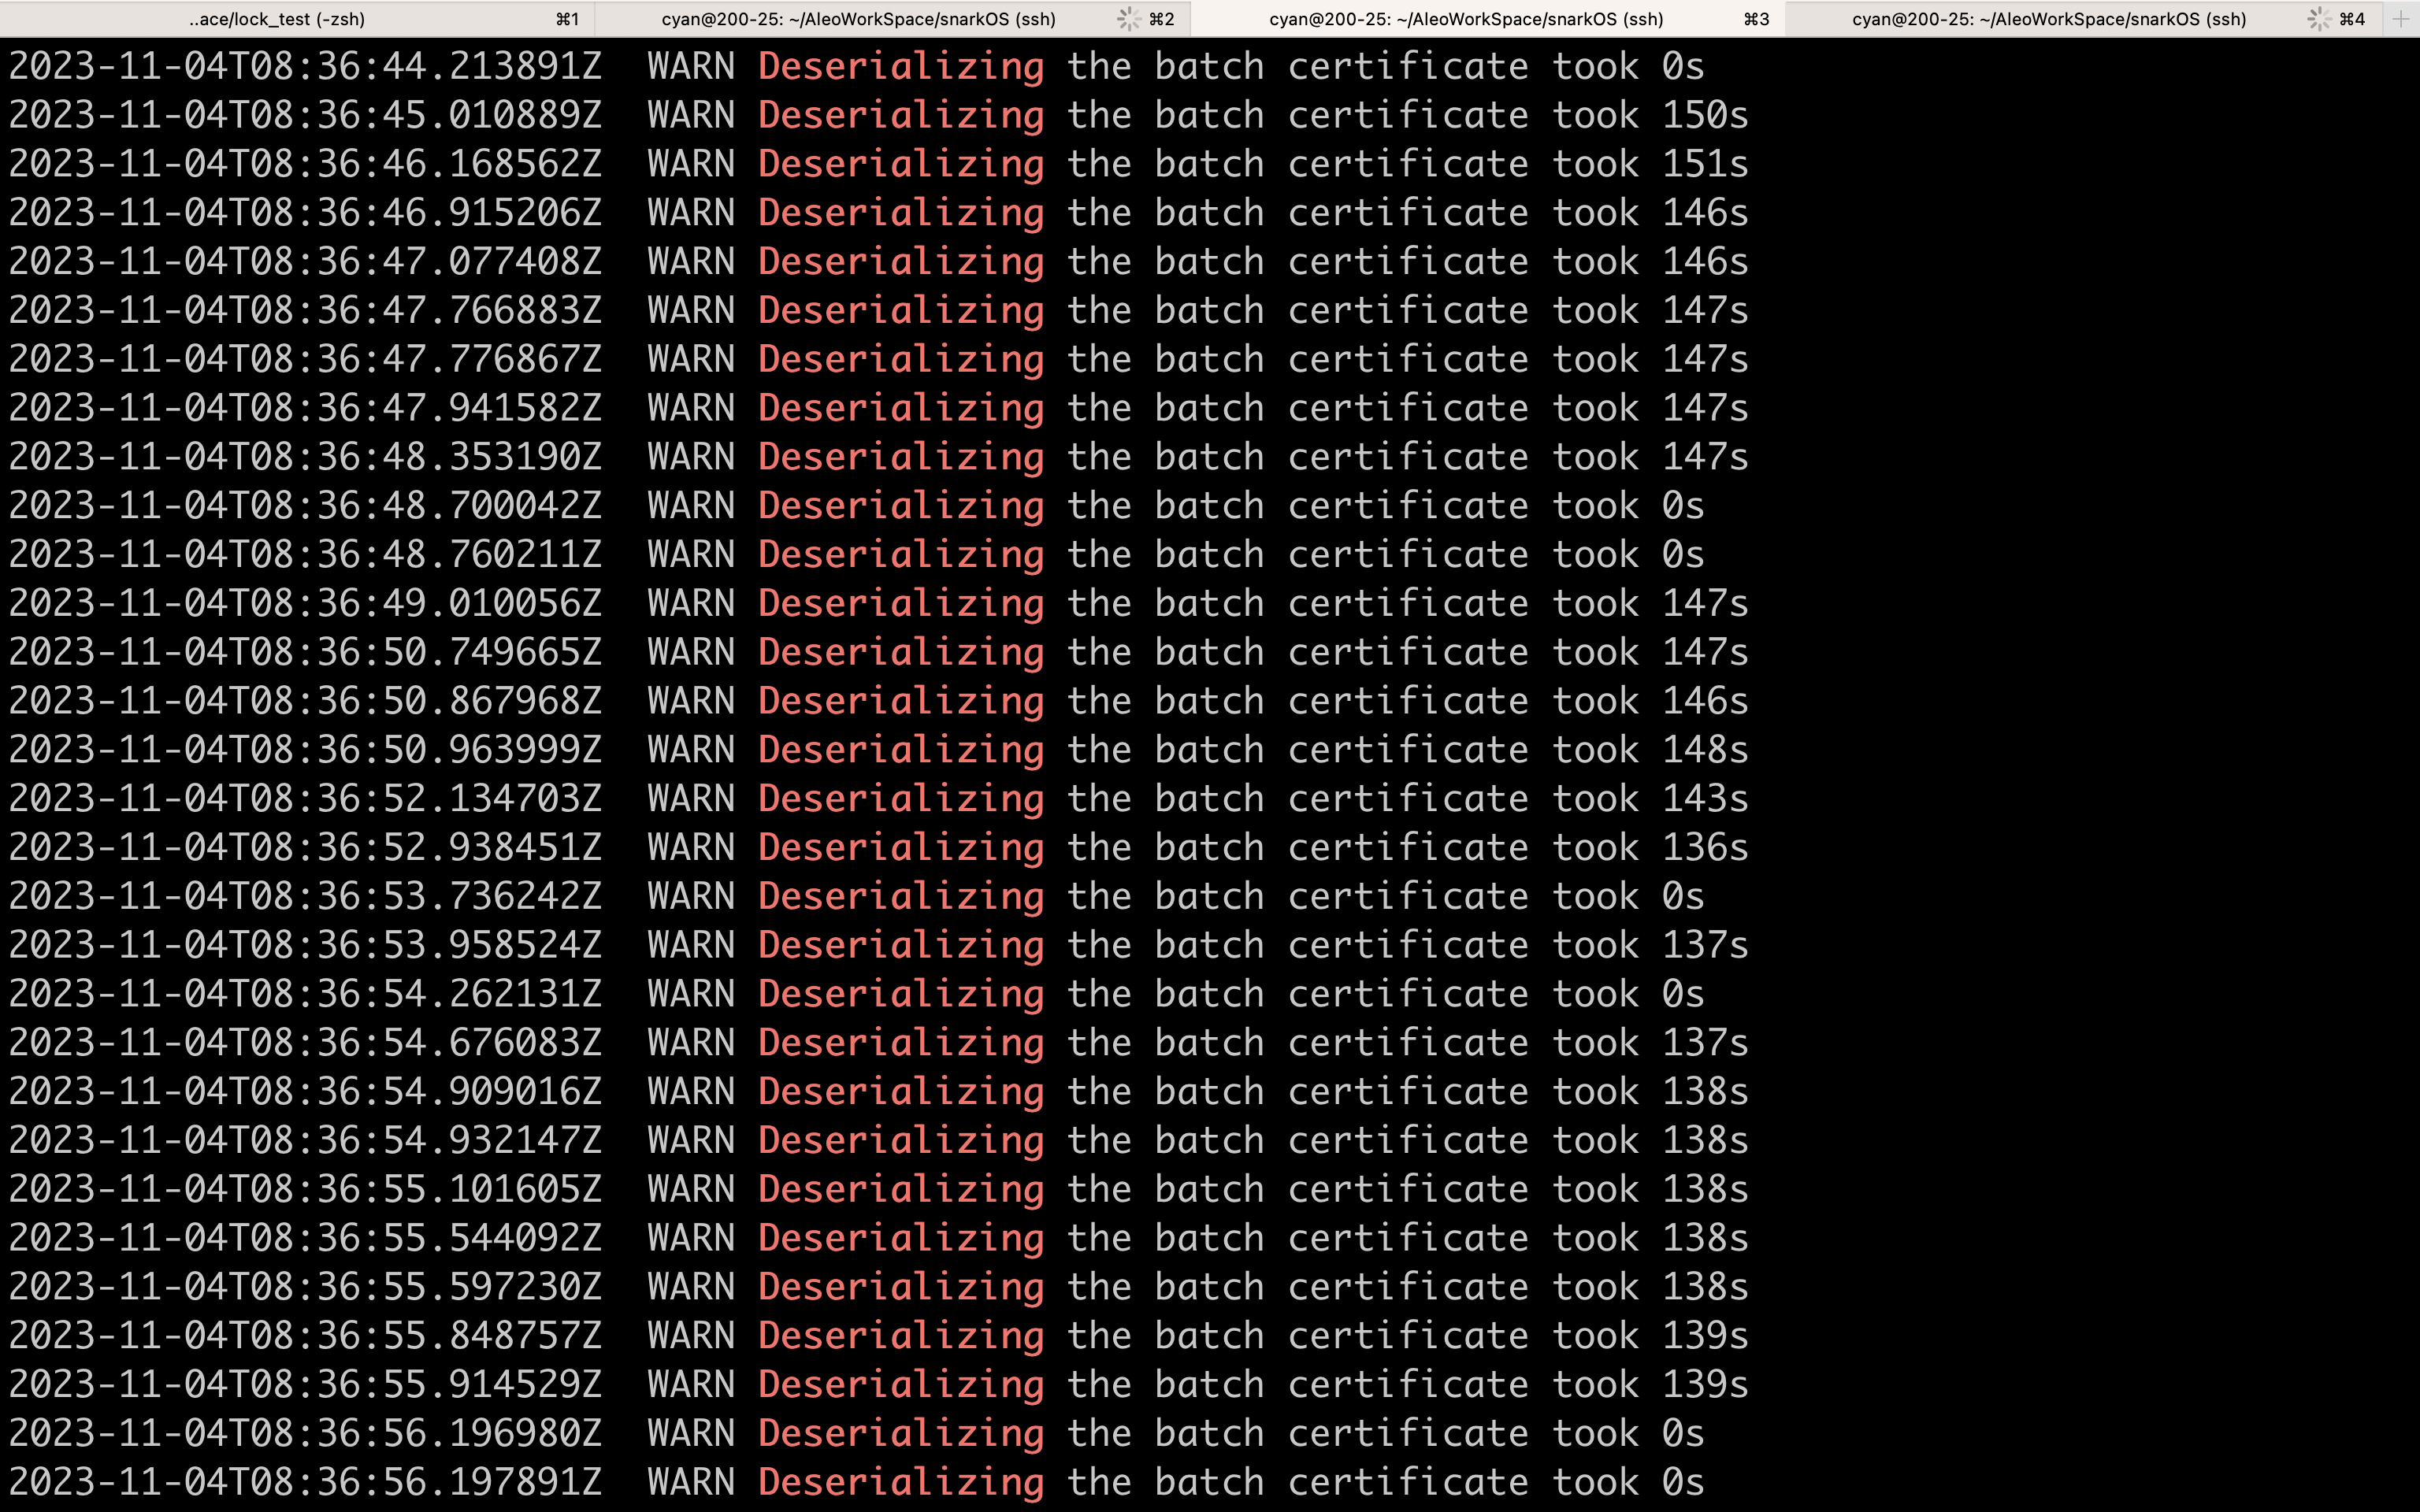 ..ace/lock_test (-zsh) ⌘1 cyan@200-25: ~/AleoWorkSpace/snarkOS (ssh) ⌘2 cyan@200-25: ~/AleoWorkSpace/snarkOS (ssh) ⌘3 cyan@200-25: ~/AleoWorkSpace/snarkOS (ssh) ⌘4
2023-11-04T08:36:44.213891Z  WARN Deserializing the batch certificate took 0s
2023-11-04T08:36:45.010889Z  WARN Deserializing the batch certificate took 150s
2023-11-04T08:36:46.168562Z  WARN Deserializing the batch certificate took 151s
2023-11-04T08:36:46.915206Z  WARN Deserializing the batch certificate took 146s
2023-11-04T08:36:47.077408Z  WARN Deserializing the batch certificate took 146s
2023-11-04T08:36:47.766883Z  WARN Deserializing the batch certificate took 147s
2023-11-04T08:36:47.776867Z  WARN Deserializing the batch certificate took 147s
2023-11-04T08:36:47.941582Z  WARN Deserializing the batch certificate took 147s
2023-11-04T08:36:48.353190Z  WARN Deserializing the batch certificate took 147s
2023-11-04T08:36:48.700042Z  WARN Deserializing the batch certificate took 0s
2023-11-04T08:36:48.760211Z  WARN Deserializing the batch certificate took 0s
2023-11-04T08:36:49.010056Z  WARN Deserializing the batch certificate took 147s
2023-11-04T08:36:50.749665Z  WARN Deserializing the batch certificate took 147s
2023-11-04T08:36:50.867968Z  WARN Deserializing the batch certificate took 146s
2023-11-04T08:36:50.963999Z  WARN Deserializing the batch certificate took 148s
2023-11-04T08:36:52.134703Z  WARN Deserializing the batch certificate took 143s
2023-11-04T08:36:52.938451Z  WARN Deserializing the batch certificate took 136s
2023-11-04T08:36:53.736242Z  WARN Deserializing the batch certificate took 0s
2023-11-04T08:36:53.958524Z  WARN Deserializing the batch certificate took 137s
2023-11-04T08:36:54.262131Z  WARN Deserializing the batch certificate took 0s
2023-11-04T08:36:54.676083Z  WARN Deserializing the batch certificate took 137s
2023-11-04T08:36:54.909016Z  WARN Deserializing the batch certificate took 138s
2023-11-04T08:36:54.932147Z  WARN Deserializing the batch certificate took 138s
2023-11-04T08:36:55.101605Z  WARN Deserializing the batch certificate took 138s
2023-11-04T08:36:55.544092Z  WARN Deserializing the batch certificate took 138s
2023-11-04T08:36:55.597230Z  WARN Deserializing the batch certificate took 138s
2023-11-04T08:36:55.848757Z  WARN Deserializing the batch certificate took 139s
2023-11-04T08:36:55.914529Z  WARN Deserializing the batch certificate took 139s
2023-11-04T08:36:56.196980Z  WARN Deserializing the batch certificate took 0s
2023-11-04T08:36:56.197891Z  WARN Deserializing the batch certificate took 0s